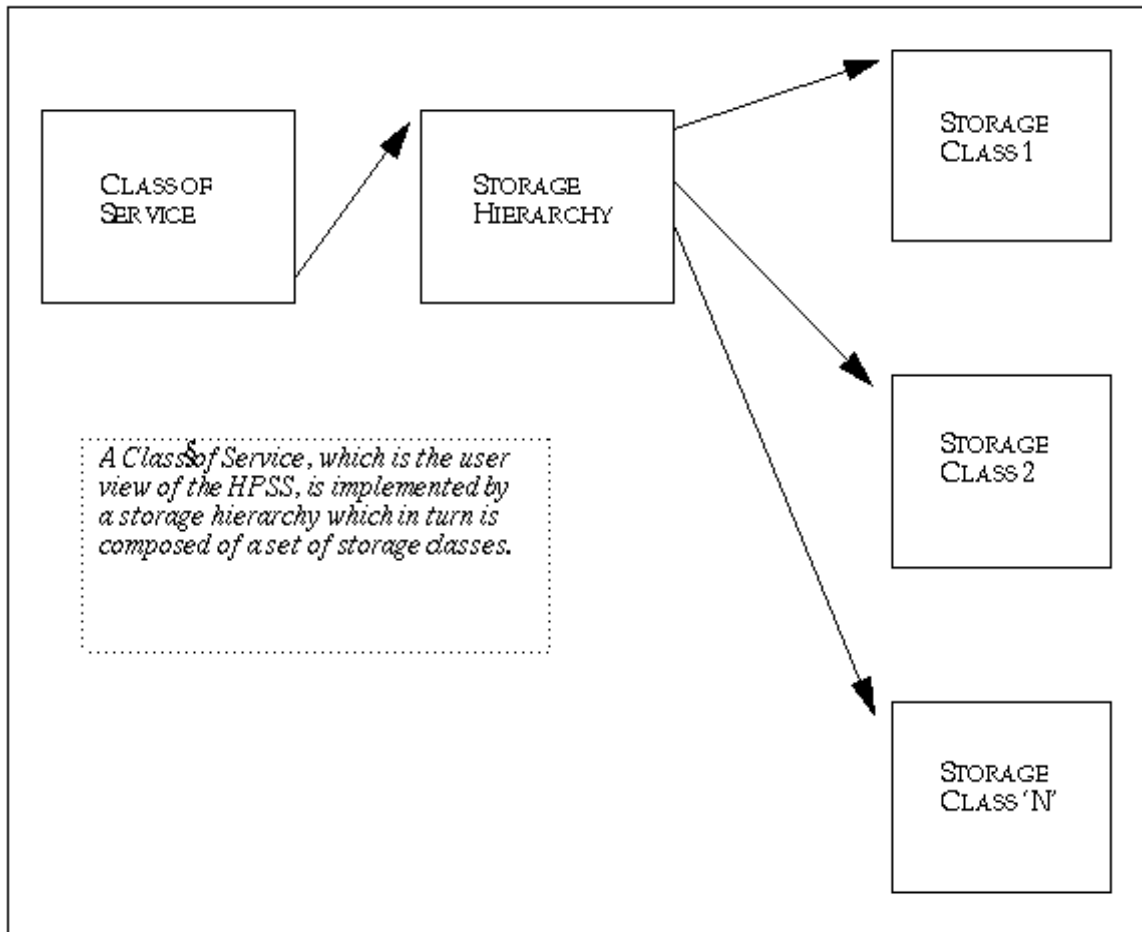 CLASS OF
SERVICE
STORAGE
HIERARCHY
STORAGE
CLASS 1
STORAGE
CLASS 2
STORAGE
CLASS ‘N’
A Class of Service, which is the user
view of the HPSS, is implemented by
a storage hierarchy which in turn is
composed of a set of storage classes.